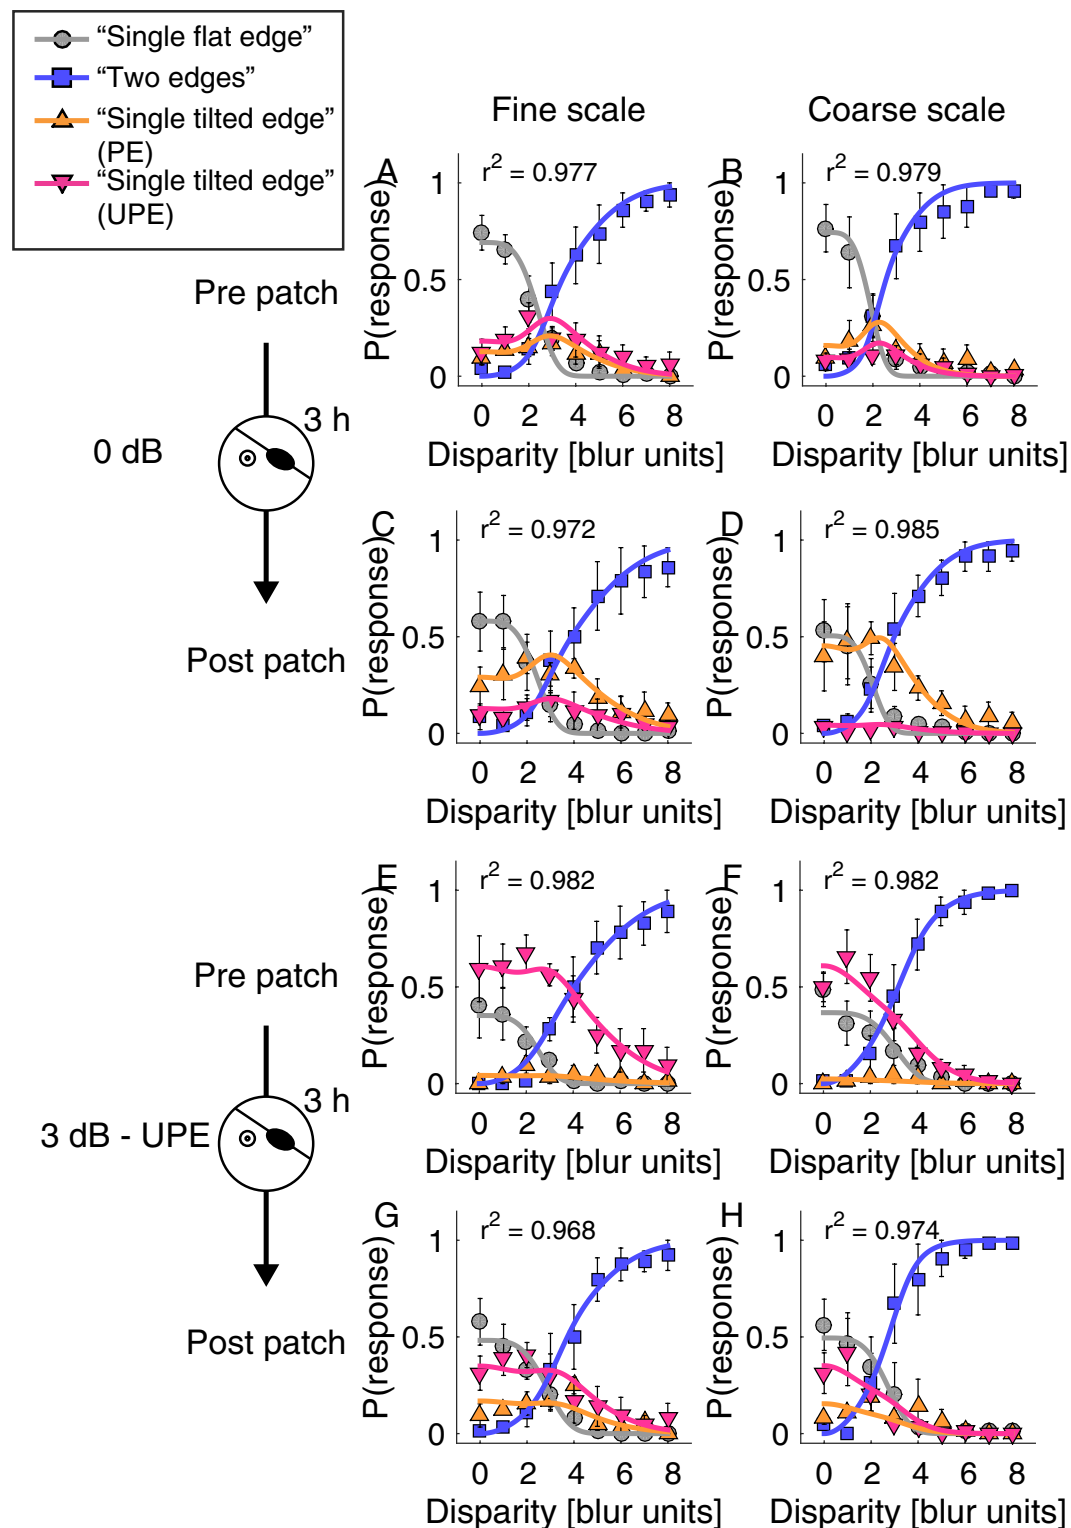 “Single flat edge”
“Two edges”
“Single tilted edge”
(PE)
“Single tilted edge”
(UPE)
Fine scale
Coarse scale
Pre patch
3 h
0 dB
Post patch
Pre patch
3 h
3 dB - UPE
Post patch
A
r² = 0.977
P(response)
1
0.5
0
0 2 4 6 8
Disparity [blur units]
B
r² = 0.979
P(response)
1
0.5
0
0 2 4 6 8
Disparity [blur units]
C
r² = 0.972
P(response)
1
0.5
0
0 2 4 6 8
Disparity [blur units]
D
r² = 0.985
P(response)
1
0.5
0
0 2 4 6 8
Disparity [blur units]
E
r² = 0.982
P(response)
1
0.5
0
0 2 4 6 8
Disparity [blur units]
F
r² = 0.982
P(response)
1
0.5
0
0 2 4 6 8
Disparity [blur units]
G
r² = 0.968
P(response)
1
0.5
0
0 2 4 6 8
Disparity [blur units]
H
r² = 0.974
P(response)
1
0.5
0
0 2 4 6 8
Disparity [blur units]